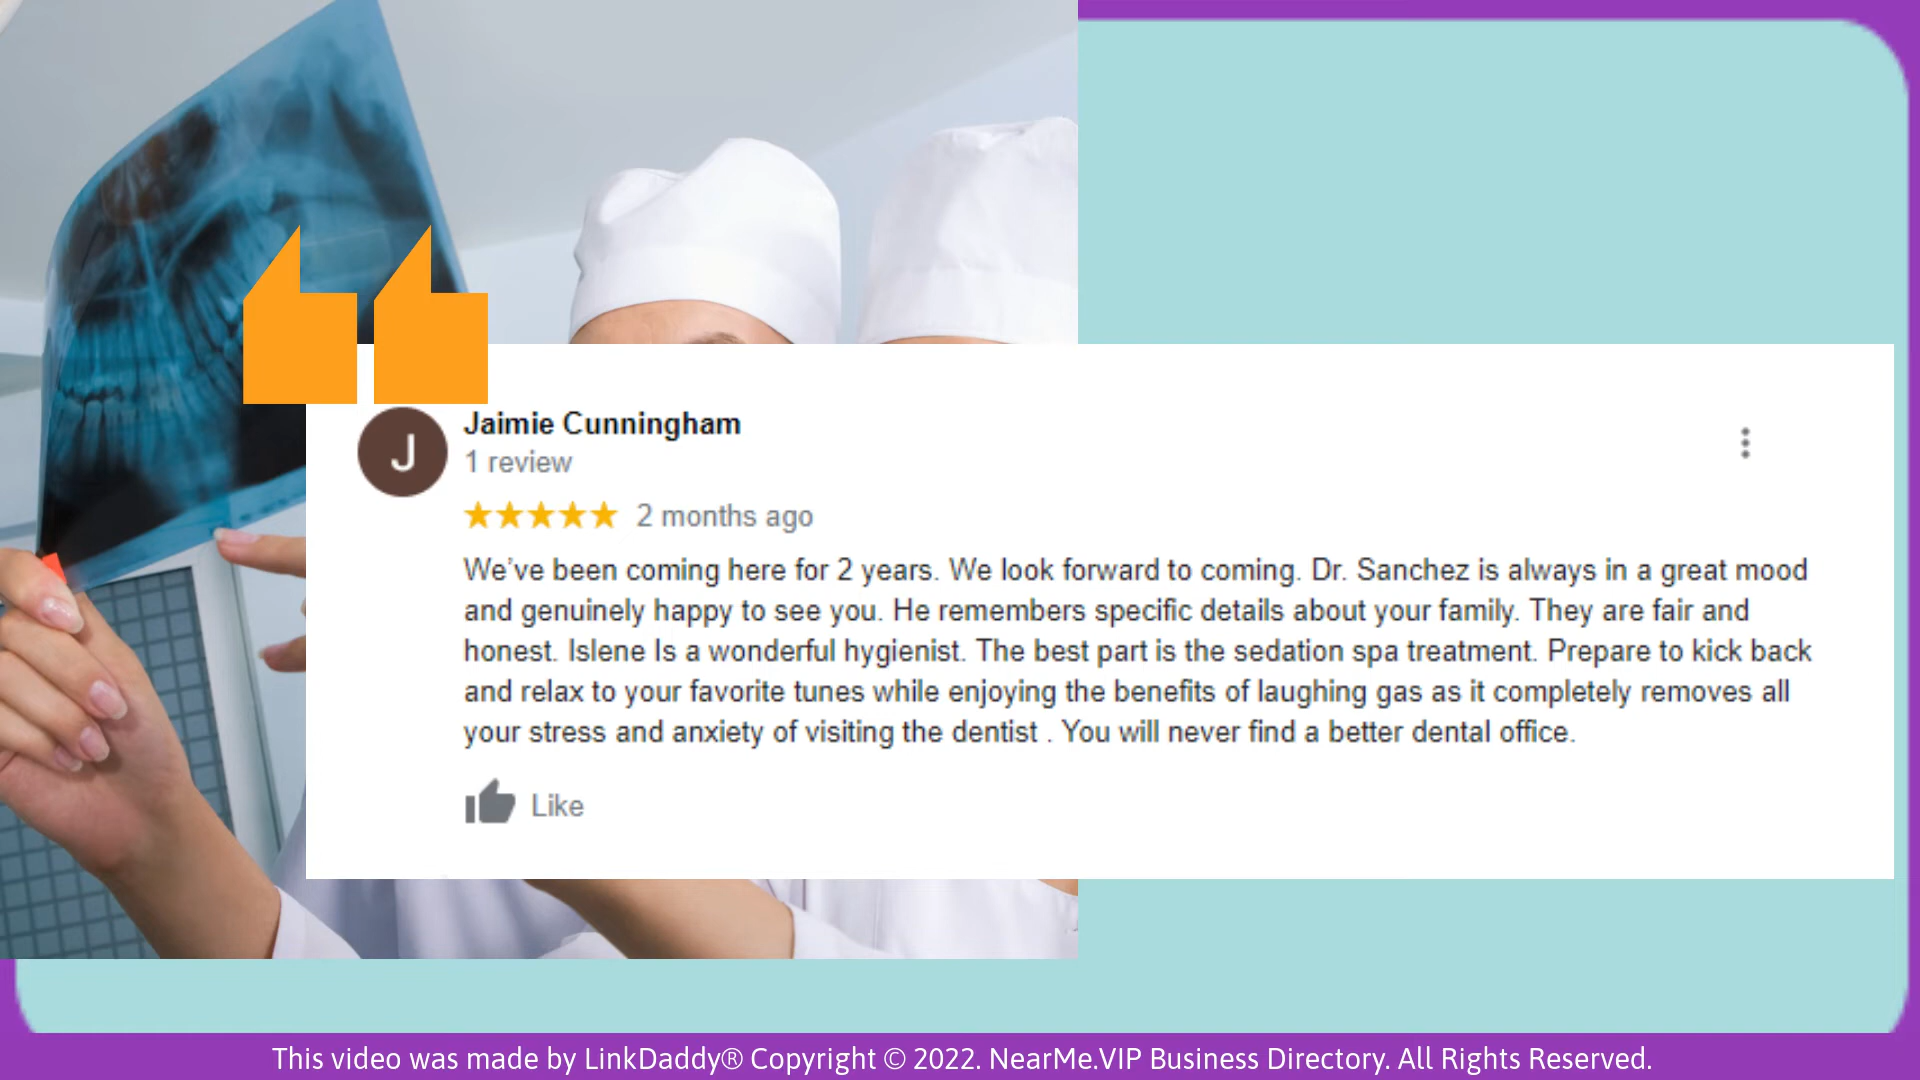 J
Jaimie Cunningham
1 review
2 months ago
We've been coming here for 2 years. We look forward to coming. Dr. Sanchez is always in a great mood
and genuinely happy to see you. He remembers specific details about your family. They are fair and
honest. Islene Is a wonderful hygienist. The best part is the sedation spa treatment. Prepare to kick back
and relax to your favorite tunes while enjoying the benefits of laughing gas as it completely removes all
your stress and anxiety of visiting the dentist . You will never find a better dental office.
Like
This video was made by LinkDaddy® Copyright © 2022. NearMe.VIP Business Directory. All Rights Reserved.